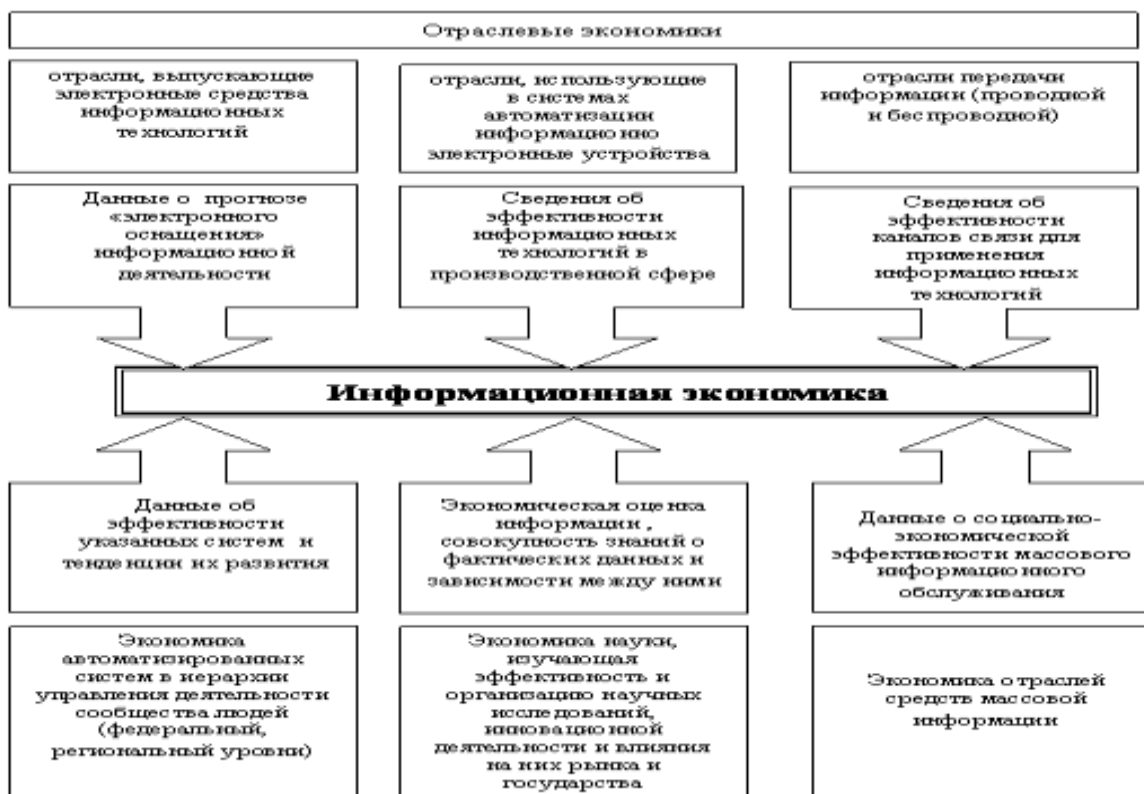 Отраслевые экономики
отрасли, выпускающие
электронные средства
информационных
технологий
отрасли, использующие
в системах
автоматизации
информационно
электронные устройства
отрасли передачи
информации (проводной
и беспроводной)
Данные о прогнозе
«электронного
оснащения»
информационной
деятельности
Сведения об
эффективности
информационных
технологий в
производственной сфере
Сведения об
эффективности
каналов связи для
применения
информационных
технологий
Информационная экономика
Данные об
эффективности
указанных систем и
тенденции их развития
Экономическая оценка
информации ,
совокупность знаний о
фактических данных и
зависимости между ними
Данные о социально-
экономической
эффективности массового
информационного
обслуживания
Экономика
автоматизированных
систем в иерархии
управления деятельности
сообщества людей
(федеральный,
региональный уровни)
Экономика науки,
изучающая
эффективность и
организацию научных
исследований,
инновационной
деятельности и влияния
на них рынка и
государства
Экономика отраслей
средств массовой
информации